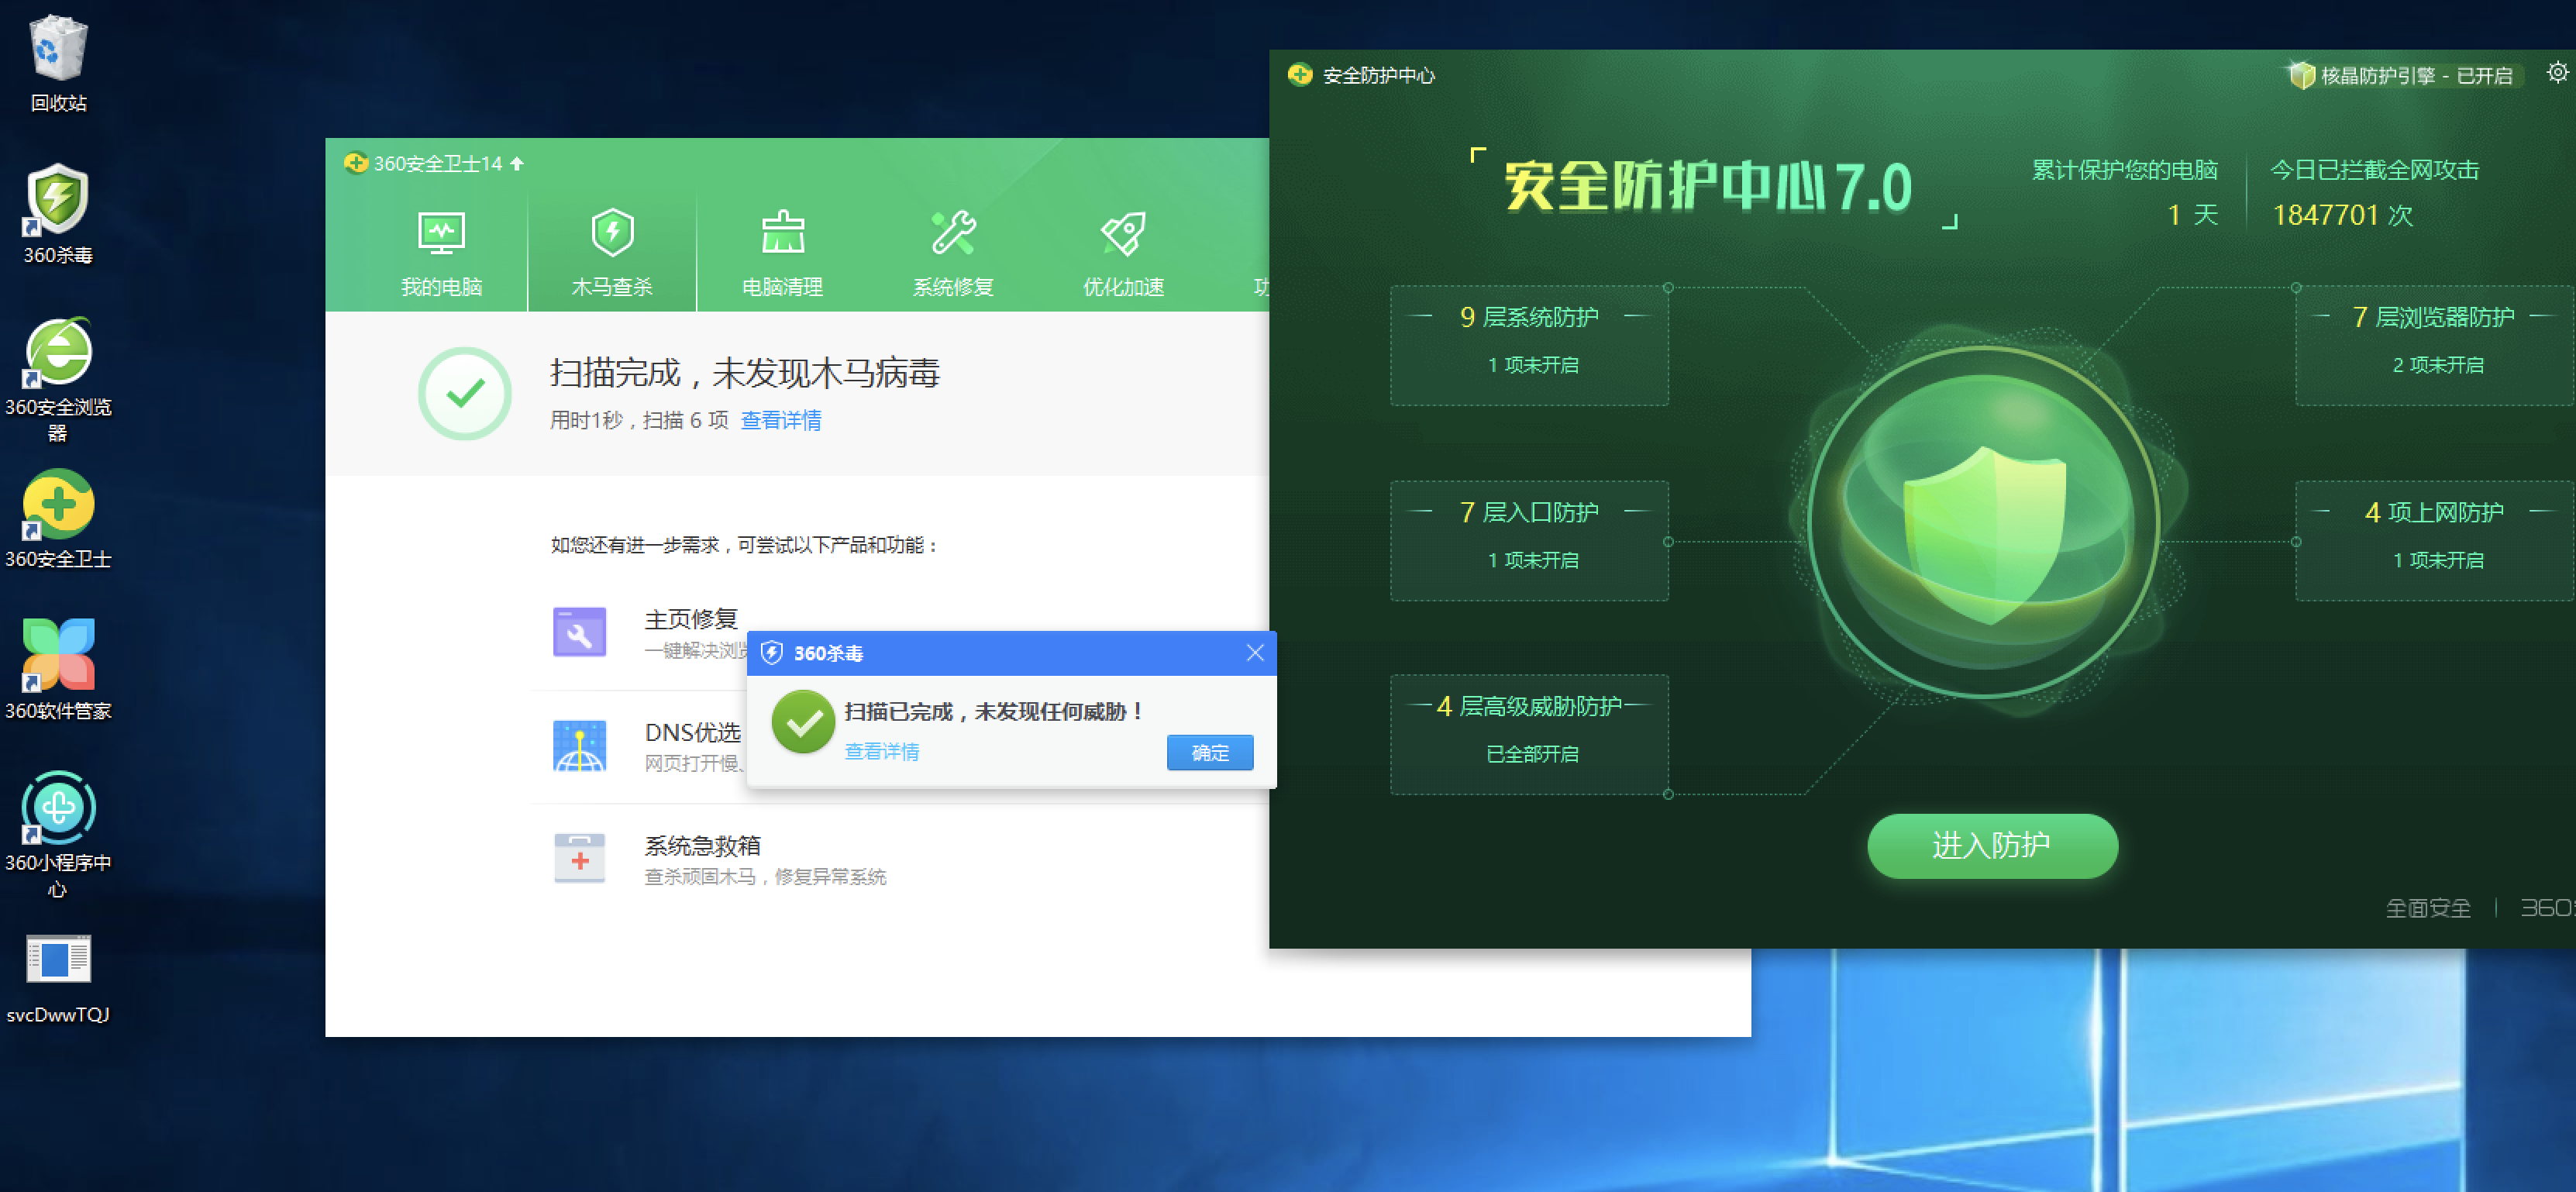 回收站
360杀毒
360安全浏览
器
360安全卫士
360软件管家
360小程序中
心
svcDwwTQJ
360安全卫士14
我的电脑
木马查杀
电脑清理
系统修复
优化加速
扫描完成，未发现木马病毒
用时1秒，扫描 6 项 查看详情
如您还有进一步需求，可尝试以下产品和功能：
主页修复
一键解决浏览
DNS优选
网页打开慢、
系统急救箱
查杀顽固木马，修复异常系统
360杀毒
扫描已完成，未发现任何威胁！
查看详情
确定
安全防护中心
核晶防护引擎 - 已开启
安全防护中心7.0
累计保护您的电脑
1 天
今日已拦截全网攻击
1847701 次
9 层系统防护
1 项未开启
7 层浏览器防护
2 项未开启
7 层入口防护
1 项未开启
4 项上网防护
1 项未开启
4 层高级威胁防护
已全部开启
进入防护
全面安全
360